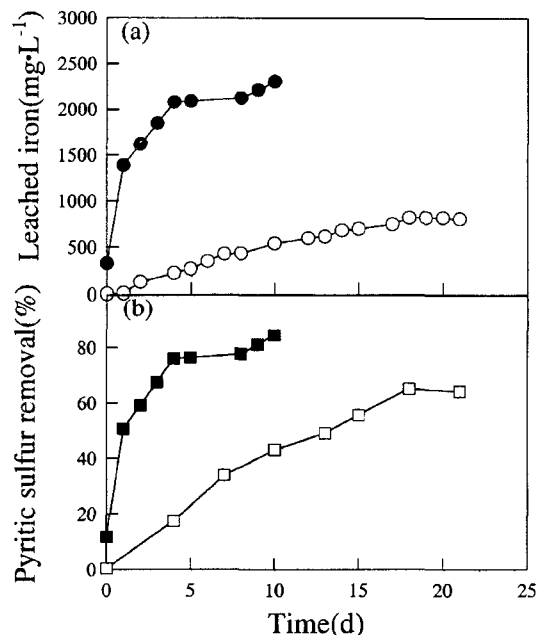 (a)
Leached iron(mg·L⁻¹)
3000
2500
2000
1500
1000
500
0
(b)
Pyritic sulfur removal(%)
80
60
40
20
0
0 5 10 15 20 25
Time(d)